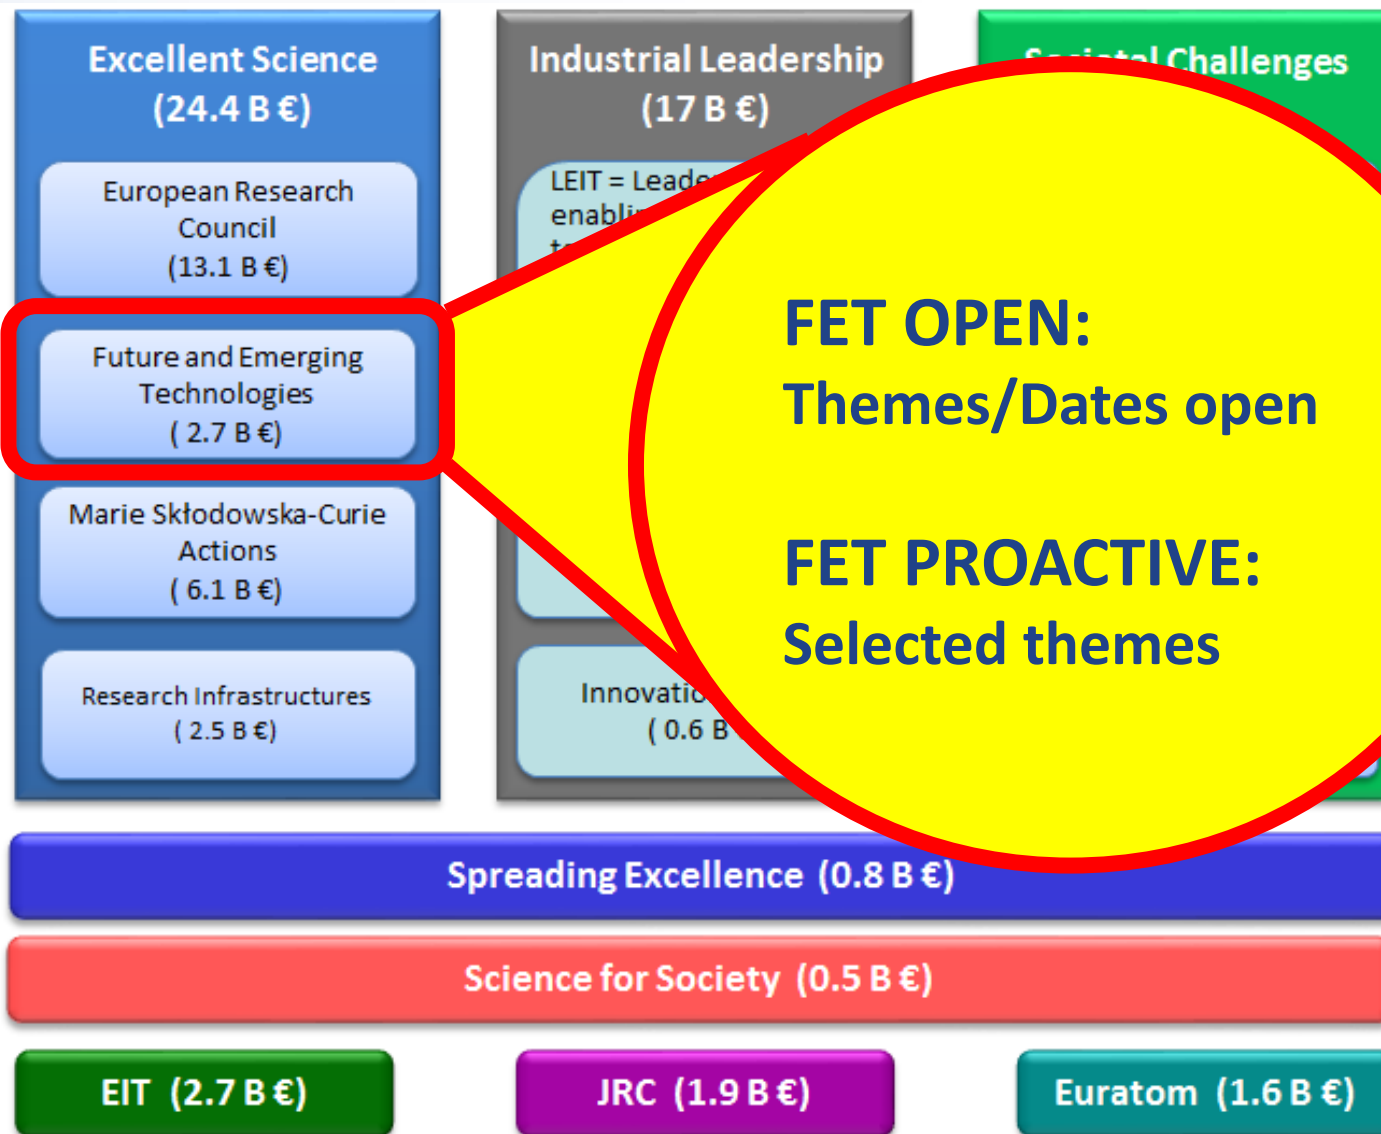 Excellent Science
(24.4 B €)
European Research
Council
(13.1 B €)
Future and Emerging
Technologies
( 2.7 B €)
Marie Skłodowska-Curie
Actions
( 6.1 B €)
Research Infrastructures
( 2.5 B €)
Industrial Leadership
(17 B €)
LEIT =
Innovatio
( 0.6 B
Challenges
FET OPEN:
Themes/Dates open
FET PROACTIVE:
Selected themes
Spreading Excellence (0.8 B €)
Science for Society (0.5 B €)
EIT (2.7 B €)
JRC (1.9 B €)
Euratom (1.6 B €)